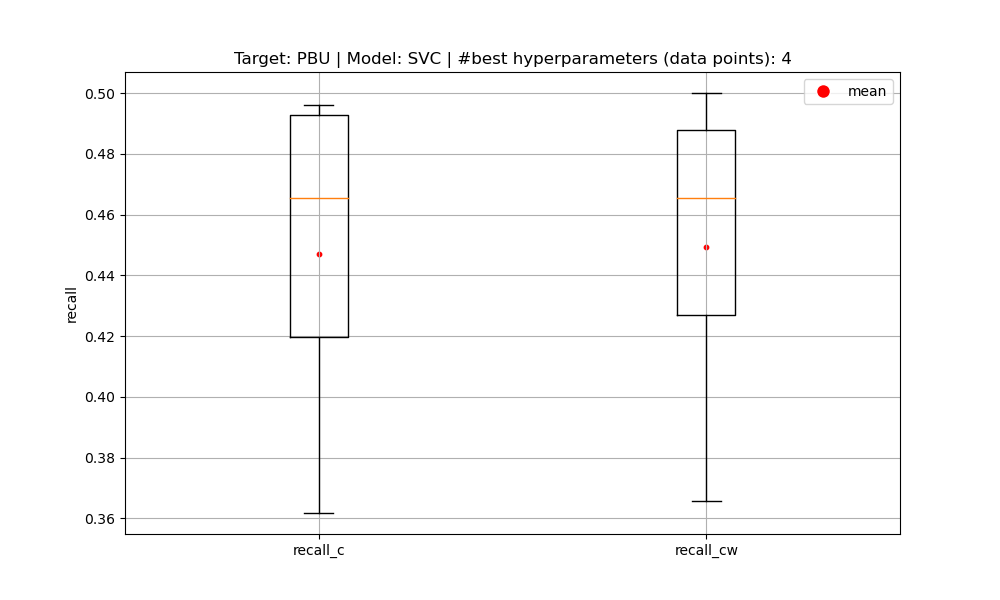 Target: PBU | Model: SVC | #best hyperparameters (data points): 4
mean
0.50
0.48
0.46
0.44
0.42
0.40
0.38
0.36
recall
recall_c
recall_cw